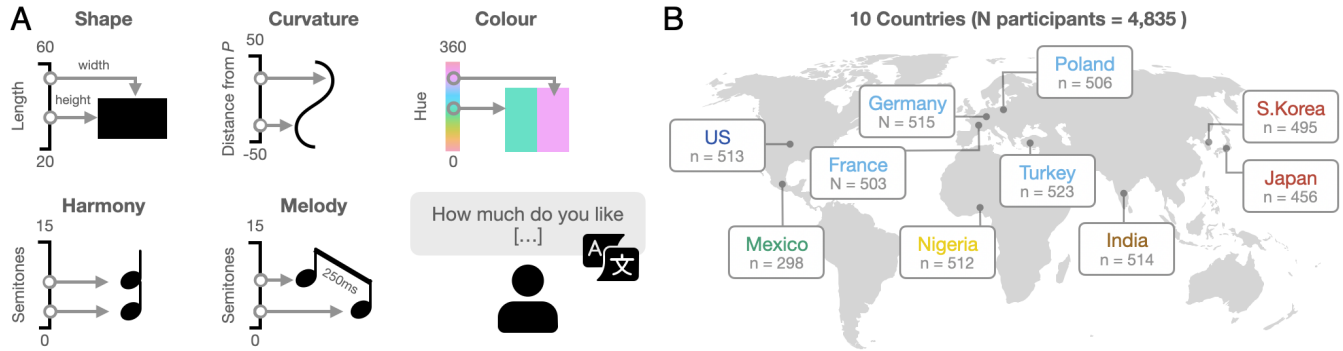 A
Shape
60
width
height
Length
20
Curvature
50
Distance from P
-50
Colour
360
Hue
0
Harmony
15
Semitones
0
Melody
15
250ms
Semitones
0
How much do you like
[...]
A
文
B
10 Countries (N participants = 4,835 )
Poland
n = 506
Germany
N = 515
S.Korea
n = 495
US
n = 513
France
N = 503
Turkey
n = 523
Japan
n = 456
Mexico
n = 298
Nigeria
n = 512
India
n = 514